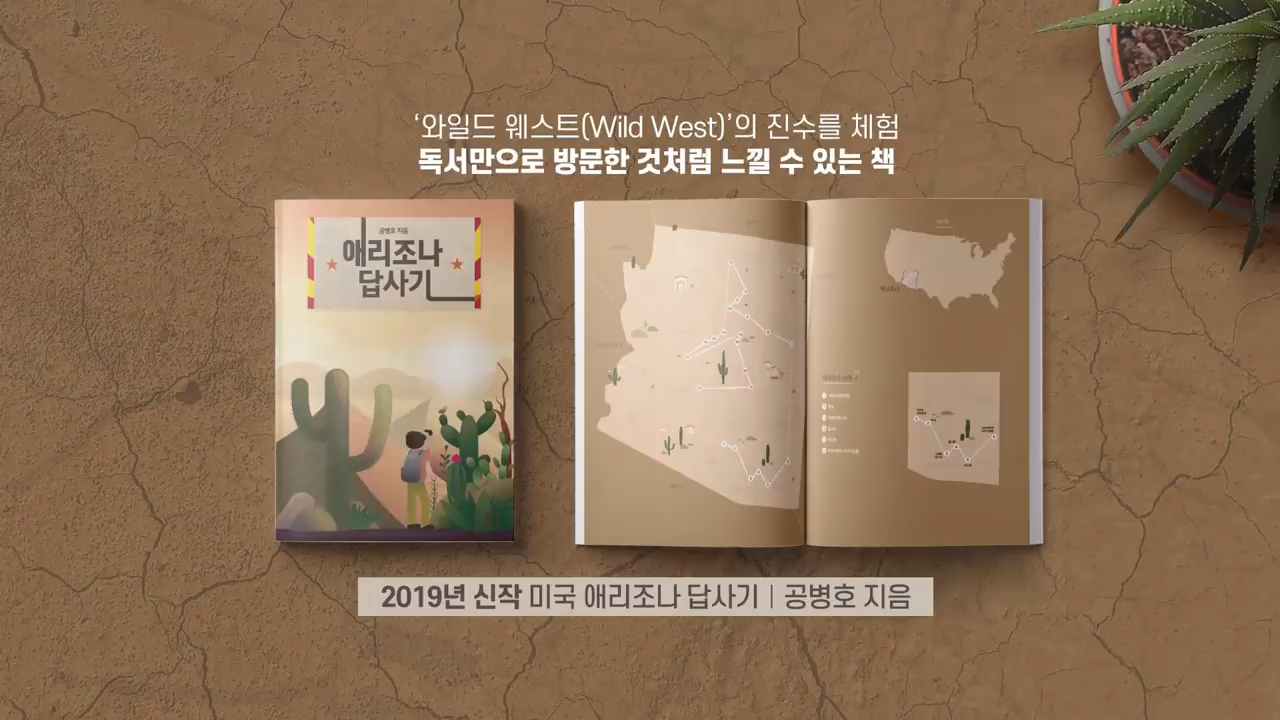 ‘와일드 웨스트(Wild West)’의 진수를 체험
독서만으로 방문한 것처럼 느낄 수 있는 책
공병호 지음
애리조나
답사기
2019년 신작 미국 애리조나 답사기 | 공병호 지음